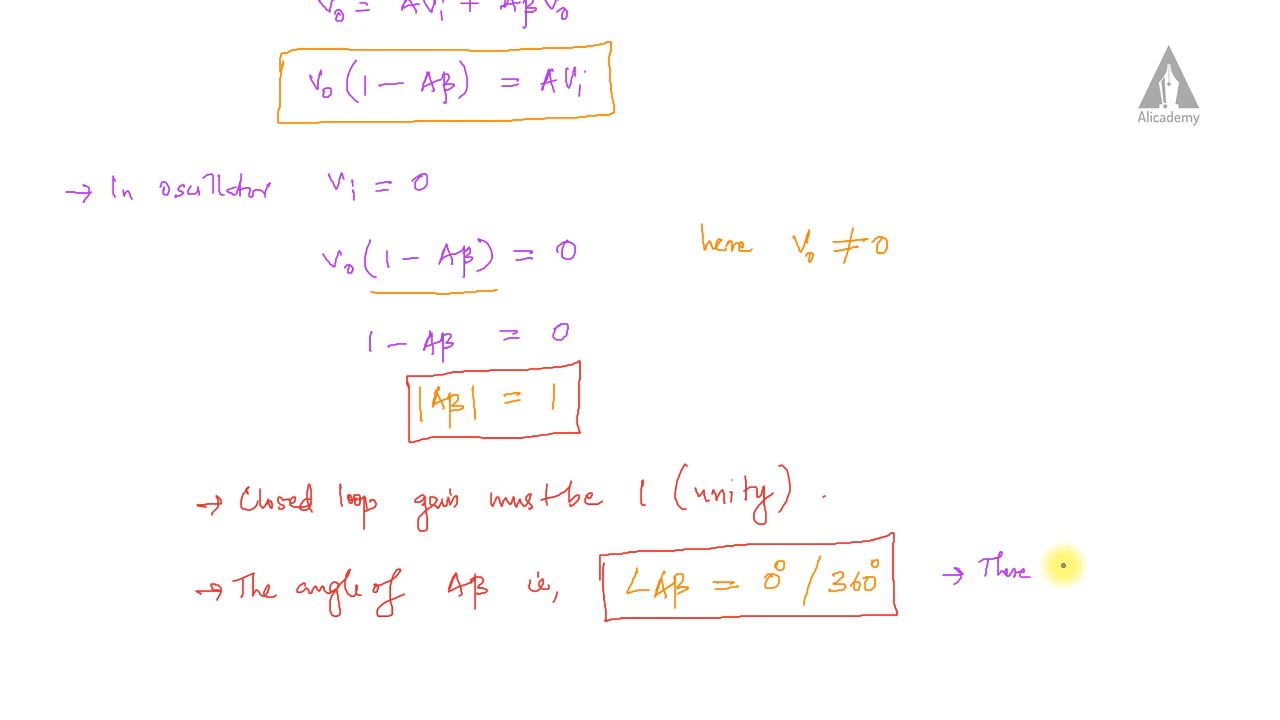 V₀ = AVᵢ + AβV₀
V₀ (1 − Aβ) = AVᵢ
Alicademy
→ In oscillator Vᵢ = 0
V₀ (1 − Aβ) = 0
here V₀ ≠ 0
1 − Aβ = 0
|Aβ| = 1
→ Closed loop gain must be 1 (unity).
→ The angle of Aβ is, ∠Aβ = 0° / 360°
→ These